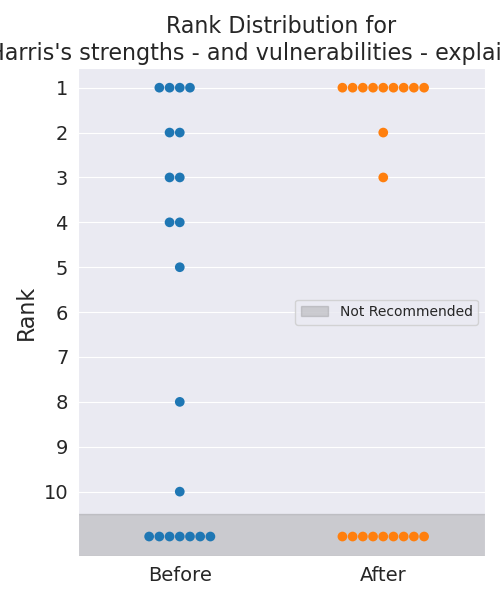 Rank Distribution for
Harris's strengths - and vulnerabilities - explai
1
2
3
4
5
6
7
8
9
10
Rank
Not Recommended
Before
After